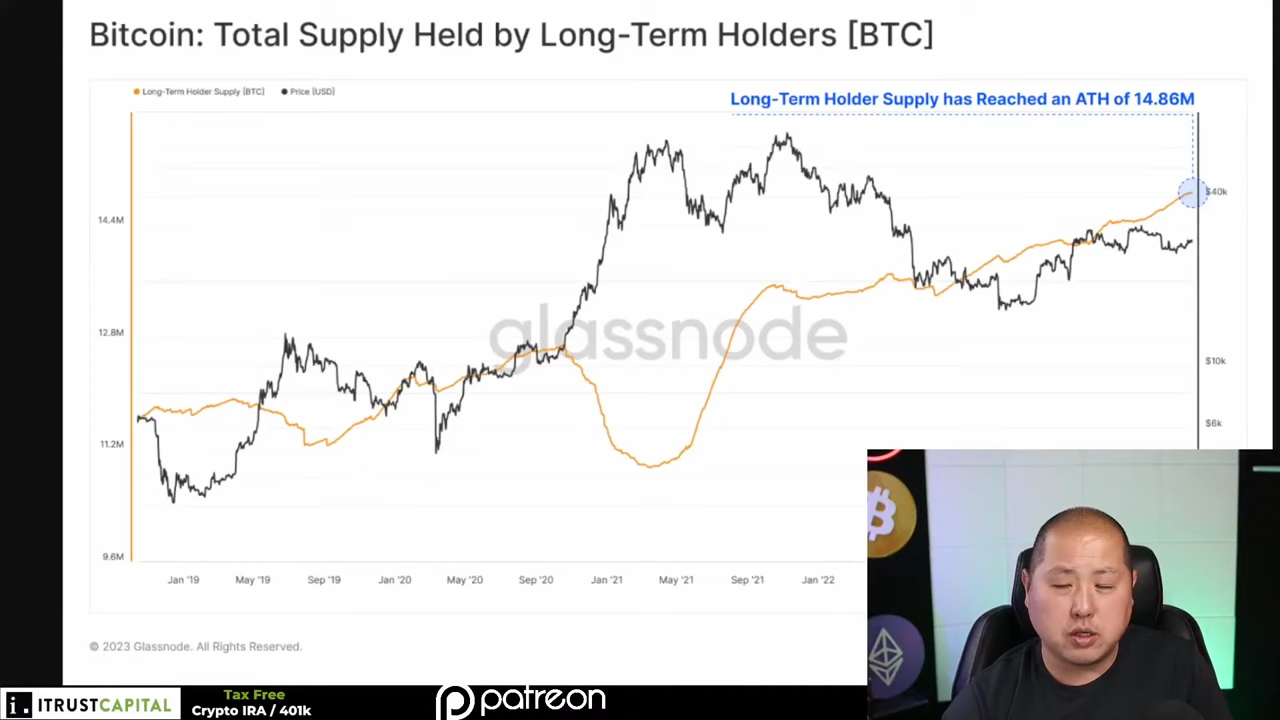 Bitcoin: Total Supply Held by Long-Term Holders [BTC]
Long-Term Holder Supply (BTC) Price (USD)
Long-Term Holder Supply has Reached an ATH of 14.86M
$40k
14.4M
glassnode
12.8M
$10k
$6k
11.2M
9.6M
Jan '19 May '19 Sep '19 Jan '20 May '20 Sep '20 Jan '21 May '21 Sep '21 Jan '22
© 2023 Glassnode. All Rights Reserved.
i. ITRUSTCAPITAL
Tax Free
Crypto IRA / 401k
patreon